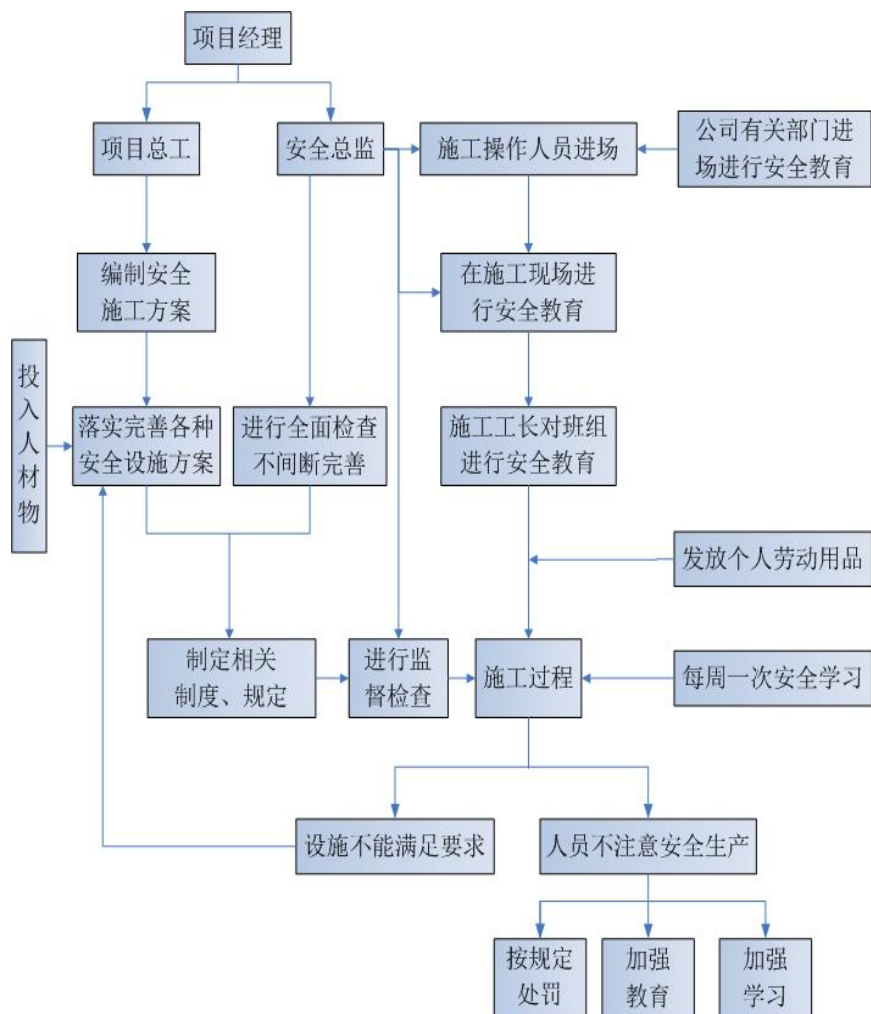 项目经理
项目总工
安全总监
施工操作人员进场
公司有关部门进
场进行安全教育
编制安全
施工方案
在施工现场进
行安全教育
投
入
人
材
物
落实完善各种
安全设施方案
进行全面检查
不间断完善
施工工长对班组
进行安全教育
发放个人劳动用品
制定相关
制度、规定
进行监
督检查
施工过程
每周一次安全学习
设施不能满足要求
人员不注意安全生产
按规定
处罚
加强
教育
加强
学习